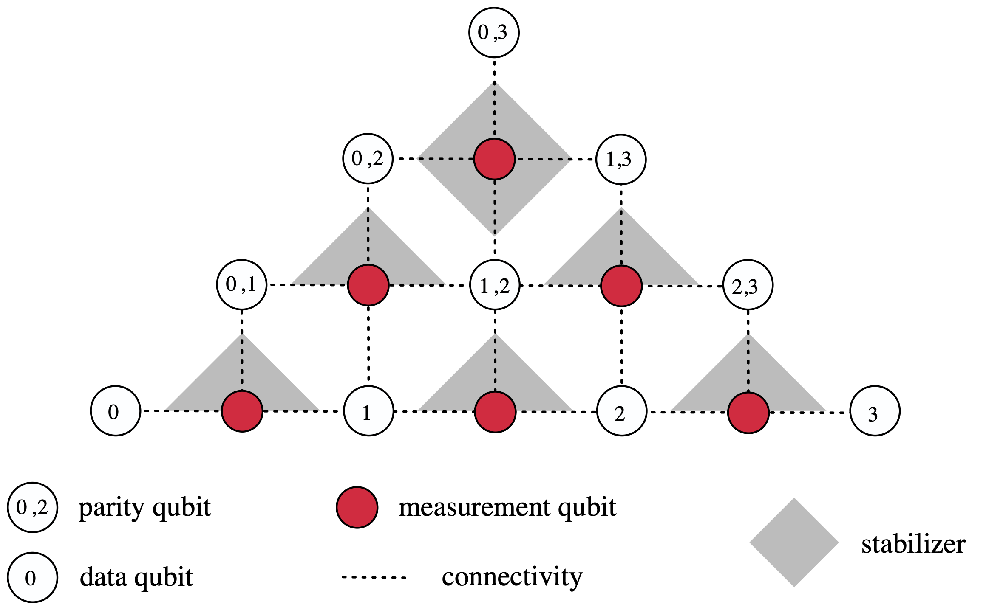 0 ,3
0 ,2
1,3
0 ,1
1 ,2
2,3
0
1
2
3
0 ,2 parity qubit
measurement qubit
stabilizer
0 data qubit
connectivity